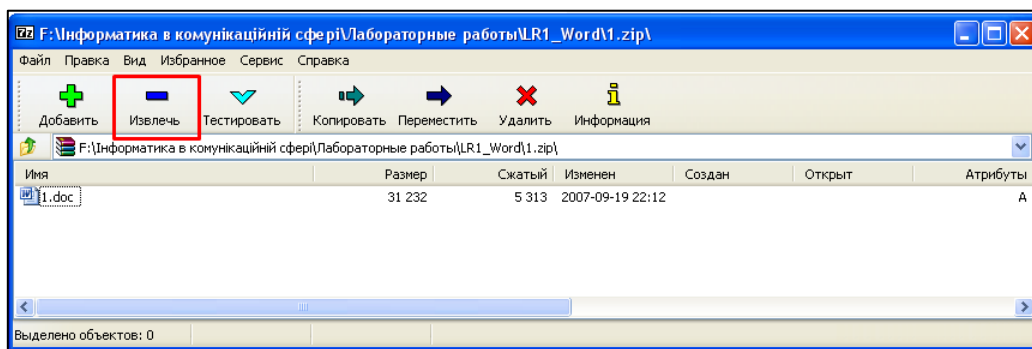 F:\Інформатика в комунікаційній сфері\Лабораторные работы\LR1_Word\1.zip\
Файл Правка Вид Избранное Сервис Справка
Добавить Извлечь Тестировать Копировать Переместить Удалить Информация
F:\Інформатика в комунікаційній сфері\Лабораторные работы\LR1_Word\1.zip\
Имя Размер Сжатый Изменен Создан Открыт Атрибуты
1.doc 31 232 5 313 2007-09-19 22:12 A
Выделено объектов: 0